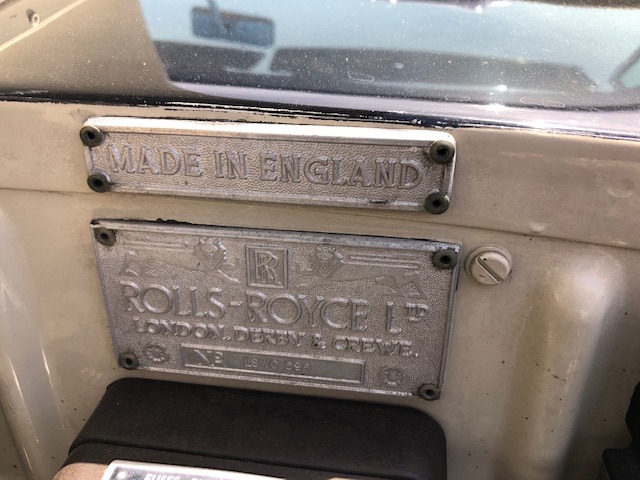 MADE IN ENGLAND
RR
ROLLS-ROYCE LTD
LONDON, DERBY & CREWE.
Nº